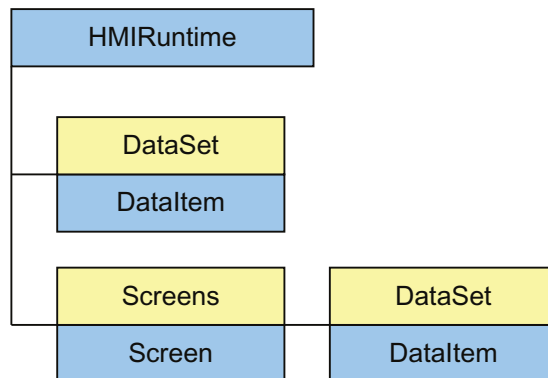 HMIRuntime
DataSet
DataItem
Screens
DataSet
Screen
DataItem